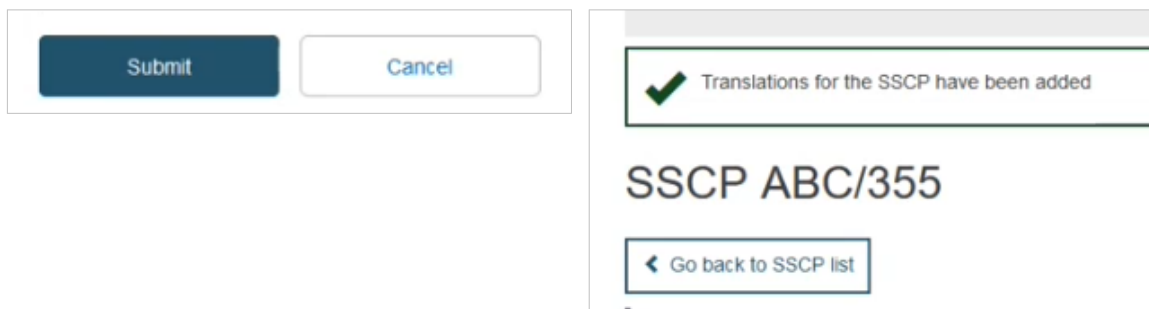 Submit
Cancel
Translations for the SSCP have been added
SSCP ABC/355
Go back to SSCP list